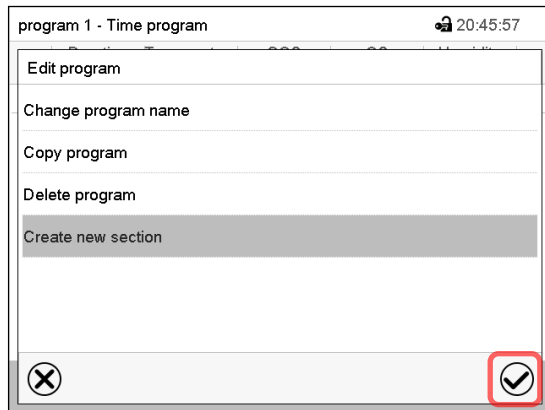 program 1 - Time program 20:45:57
Edit program
Change program name
Copy program
Delete program
Create new section